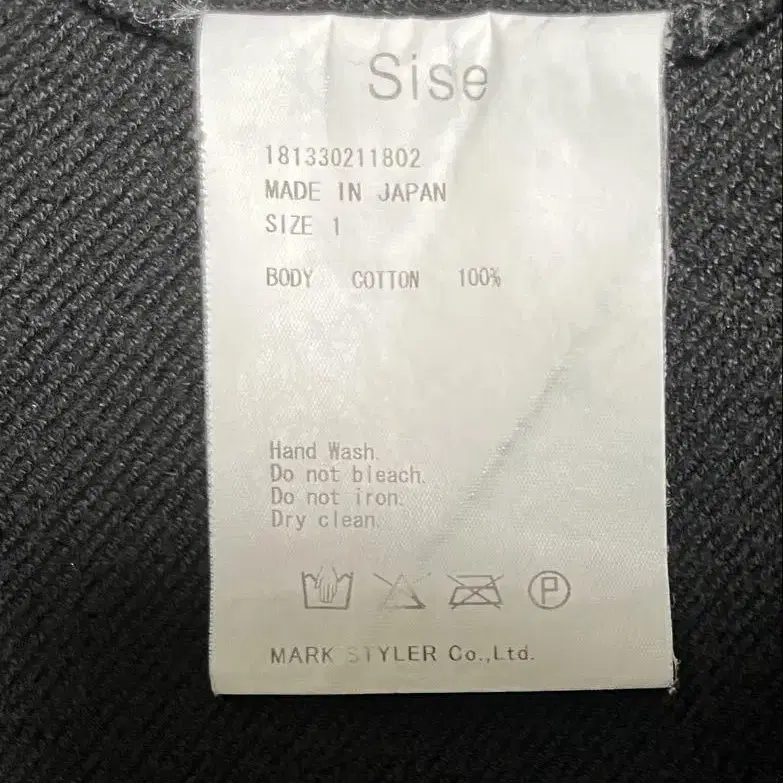 Sise
181330211802
MADE IN JAPAN
SIZE 1
BODY COTTON 100%
Hand Wash.
Do not bleach.
Do not iron.
Dry clean.
P
MARK STYLER Co.,Ltd.